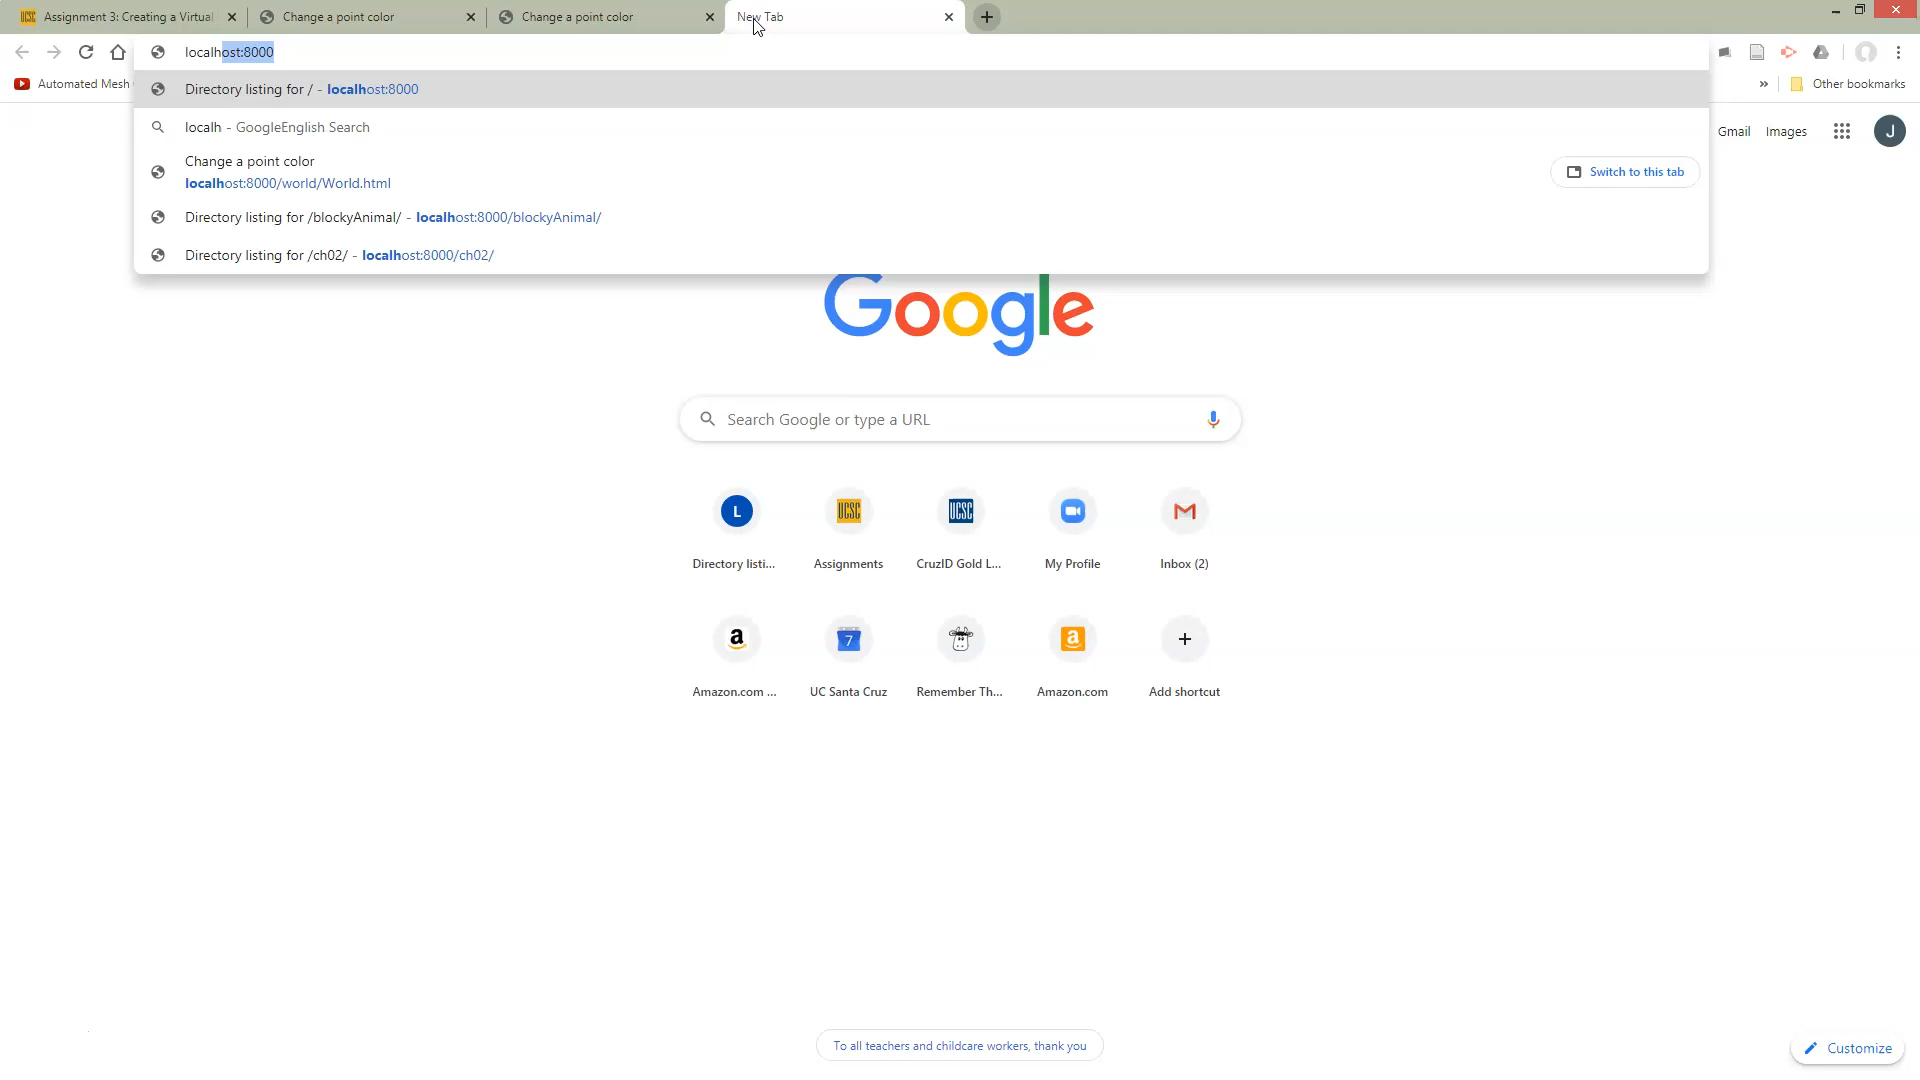 Assignment 3: Creating a Virtual
Change a point color
Change a point color
New Tab
localhost:8000
Automated Mesh
Other bookmarks
Directory listing for / - localhost:8000
localh - GoogleEnglish Search
Change a point color
localhost:8000/world/World.html
Switch to this tab
Directory listing for /blockyAnimal/ - localhost:8000/blockyAnimal/
Directory listing for /ch02/ - localhost:8000/ch02/
Gmail Images
J
Google
Search Google or type a URL
L
UCSC
UCSC
Directory listi...
Assignments
CruzID Gold L...
My Profile
Inbox (2)
a
7
a
Amazon.com ...
UC Santa Cruz
Remember Th...
Amazon.com
Add shortcut
To all teachers and childcare workers, thank you
Customize